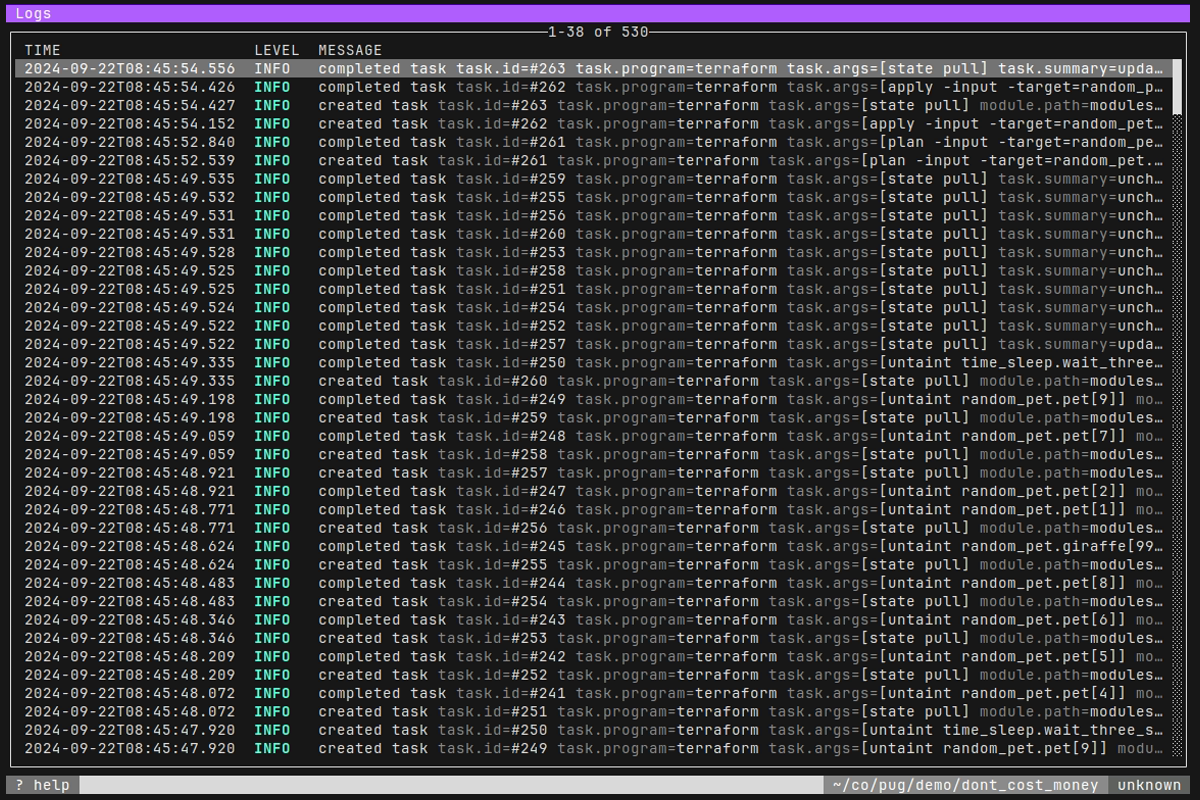 Logs
1-38 of 530
TIME LEVEL MESSAGE
2024-09-22T08:45:54.556 INFO completed task task.id=#263 task.program=terraform task.args=[state pull] task.summary=upda…
2024-09-22T08:45:54.426 INFO completed task task.id=#262 task.program=terraform task.args=[apply -input -target=random_p…
2024-09-22T08:45:54.427 INFO created task task.id=#263 task.program=terraform task.args=[state pull] module.path=modules…
2024-09-22T08:45:54.152 INFO created task task.id=#262 task.program=terraform task.args=[apply -input -target=random_pet…
2024-09-22T08:45:52.840 INFO completed task task.id=#261 task.program=terraform task.args=[plan -input -target=random_pe…
2024-09-22T08:45:52.539 INFO created task task.id=#261 task.program=terraform task.args=[plan -input -target=random_pet.…
2024-09-22T08:45:49.535 INFO completed task task.id=#259 task.program=terraform task.args=[state pull] task.summary=unch…
2024-09-22T08:45:49.532 INFO completed task task.id=#255 task.program=terraform task.args=[state pull] task.summary=unch…
2024-09-22T08:45:49.531 INFO completed task task.id=#256 task.program=terraform task.args=[state pull] task.summary=unch…
2024-09-22T08:45:49.531 INFO completed task task.id=#260 task.program=terraform task.args=[state pull] task.summary=unch…
2024-09-22T08:45:49.528 INFO completed task task.id=#253 task.program=terraform task.args=[state pull] task.summary=unch…
2024-09-22T08:45:49.525 INFO completed task task.id=#258 task.program=terraform task.args=[state pull] task.summary=unch…
2024-09-22T08:45:49.525 INFO completed task task.id=#251 task.program=terraform task.args=[state pull] task.summary=unch…
2024-09-22T08:45:49.524 INFO completed task task.id=#254 task.program=terraform task.args=[state pull] task.summary=unch…
2024-09-22T08:45:49.522 INFO completed task task.id=#252 task.program=terraform task.args=[state pull] task.summary=unch…
2024-09-22T08:45:49.522 INFO completed task task.id=#257 task.program=terraform task.args=[state pull] task.summary=upda…
2024-09-22T08:45:49.335 INFO completed task task.id=#250 task.program=terraform task.args=[untaint time_sleep.wait_three…
2024-09-22T08:45:49.335 INFO created task task.id=#260 task.program=terraform task.args=[state pull] module.path=modules…
2024-09-22T08:45:49.198 INFO completed task task.id=#249 task.program=terraform task.args=[untaint random_pet.pet[9]] mo…
2024-09-22T08:45:49.198 INFO created task task.id=#259 task.program=terraform task.args=[state pull] module.path=modules…
2024-09-22T08:45:49.059 INFO completed task task.id=#248 task.program=terraform task.args=[untaint random_pet.pet[7]] mo…
2024-09-22T08:45:49.059 INFO created task task.id=#258 task.program=terraform task.args=[state pull] module.path=modules…
2024-09-22T08:45:48.921 INFO created task task.id=#257 task.program=terraform task.args=[state pull] module.path=modules…
2024-09-22T08:45:48.921 INFO completed task task.id=#247 task.program=terraform task.args=[untaint random_pet.pet[2]] mo…
2024-09-22T08:45:48.771 INFO completed task task.id=#246 task.program=terraform task.args=[untaint random_pet.pet[1]] mo…
2024-09-22T08:45:48.771 INFO created task task.id=#256 task.program=terraform task.args=[state pull] module.path=modules…
2024-09-22T08:45:48.624 INFO completed task task.id=#245 task.program=terraform task.args=[untaint random_pet.giraffe[99…
2024-09-22T08:45:48.624 INFO created task task.id=#255 task.program=terraform task.args=[state pull] module.path=modules…
2024-09-22T08:45:48.483 INFO completed task task.id=#244 task.program=terraform task.args=[untaint random_pet.pet[8]] mo…
2024-09-22T08:45:48.483 INFO created task task.id=#254 task.program=terraform task.args=[state pull] module.path=modules…
2024-09-22T08:45:48.346 INFO completed task task.id=#243 task.program=terraform task.args=[untaint random_pet.pet[6]] mo…
2024-09-22T08:45:48.346 INFO created task task.id=#253 task.program=terraform task.args=[state pull] module.path=modules…
2024-09-22T08:45:48.209 INFO completed task task.id=#242 task.program=terraform task.args=[untaint random_pet.pet[5]] mo…
2024-09-22T08:45:48.209 INFO created task task.id=#252 task.program=terraform task.args=[state pull] module.path=modules…
2024-09-22T08:45:48.072 INFO completed task task.id=#241 task.program=terraform task.args=[untaint random_pet.pet[4]] mo…
2024-09-22T08:45:48.072 INFO created task task.id=#251 task.program=terraform task.args=[state pull] module.path=modules…
2024-09-22T08:45:47.920 INFO created task task.id=#250 task.program=terraform task.args=[untaint time_sleep.wait_three_s…
2024-09-22T08:45:47.920 INFO created task task.id=#249 task.program=terraform task.args=[untaint random_pet.pet[9]] modu…
? help ~/co/pug/demo/dont_cost_money unknown